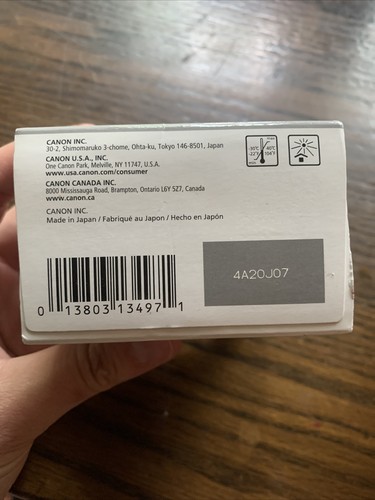 CANON INC.
30-2, Shimomaruko 3-chome, Ohta-ku, Tokyo 146-8501, Japan
CANON U.S.A., INC.
One Canon Park, Melville, NY 11747, U.S.A.
www.usa.canon.com/consumer
CANON CANADA INC.
8000 Mississauga Road, Brampton, Ontario L6Y 5Z7, Canada
www.canon.ca
CANON INC.
Made in Japan / Fabriqué au Japon / Hecho en Japón
4A20J07
0 13803 13497 1